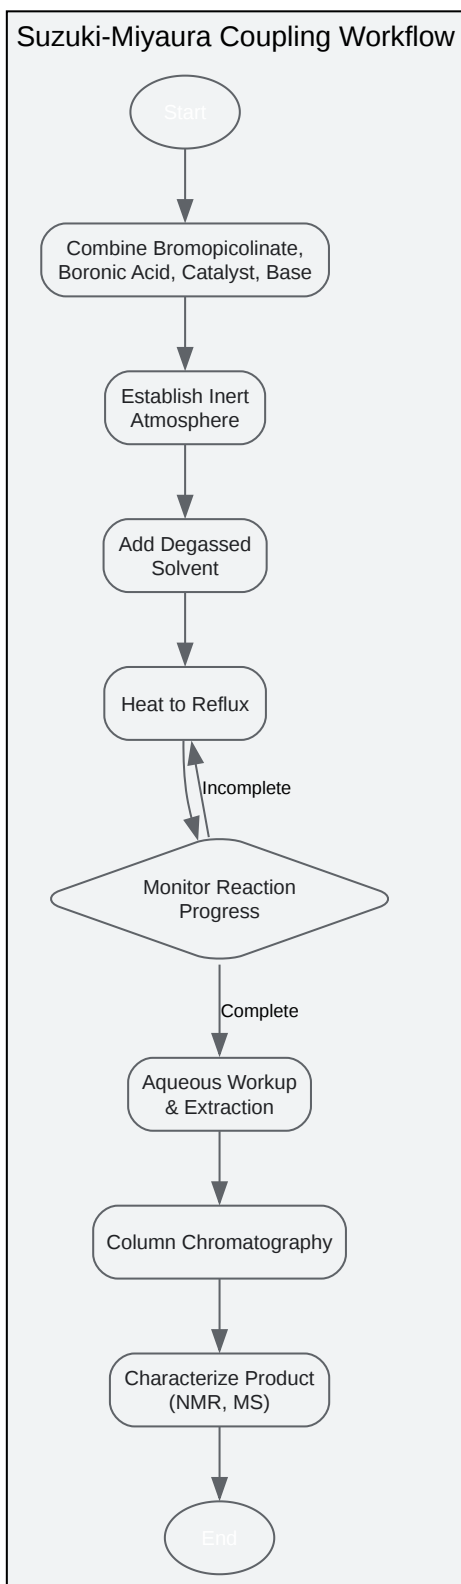 Suzuki-Miyaura Coupling Workflow
Start
Combine Bromopicolinate,
Boronic Acid, Catalyst, Base
Establish Inert
Atmosphere
Add Degassed
Solvent
Heat to Reflux
Incomplete
Monitor Reaction
Progress
Complete
Aqueous Workup
& Extraction
Column Chromatography
Characterize Product
(NMR, MS)
End